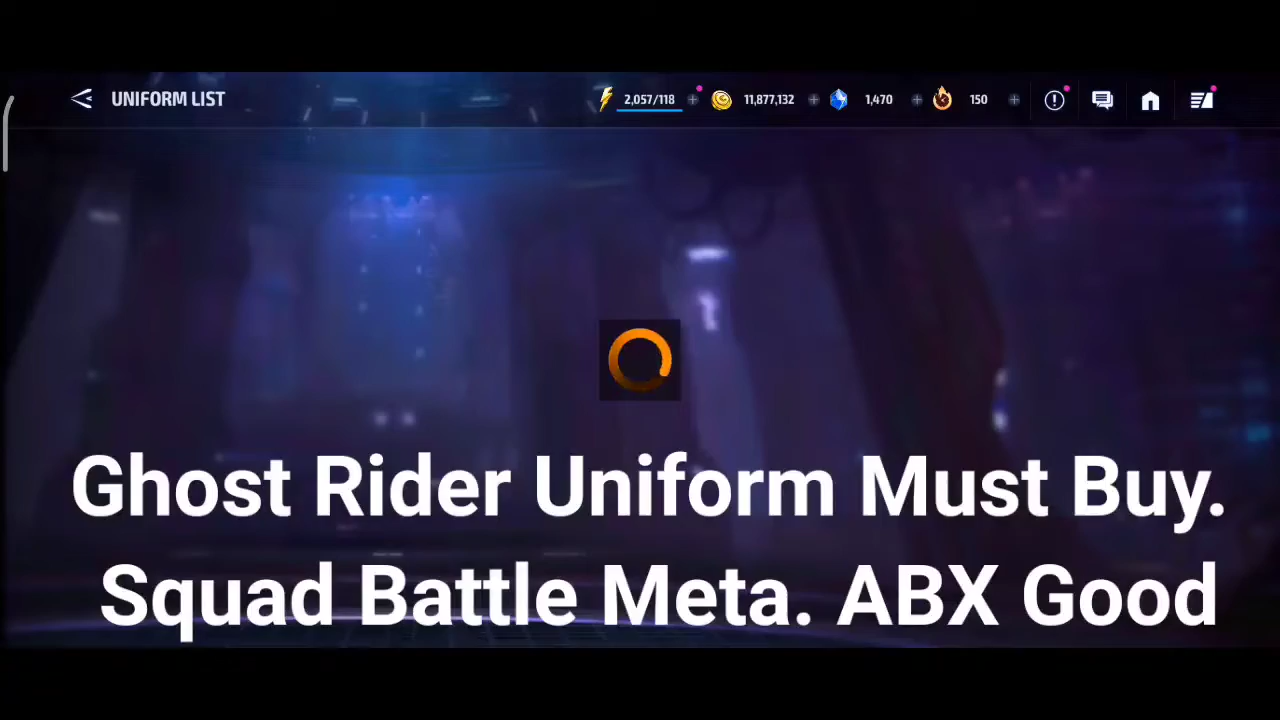 UNIFORM LIST 2,057/118 11,877,132 1,470 150
Ghost Rider Uniform Must Buy.
Squad Battle Meta. ABX Good